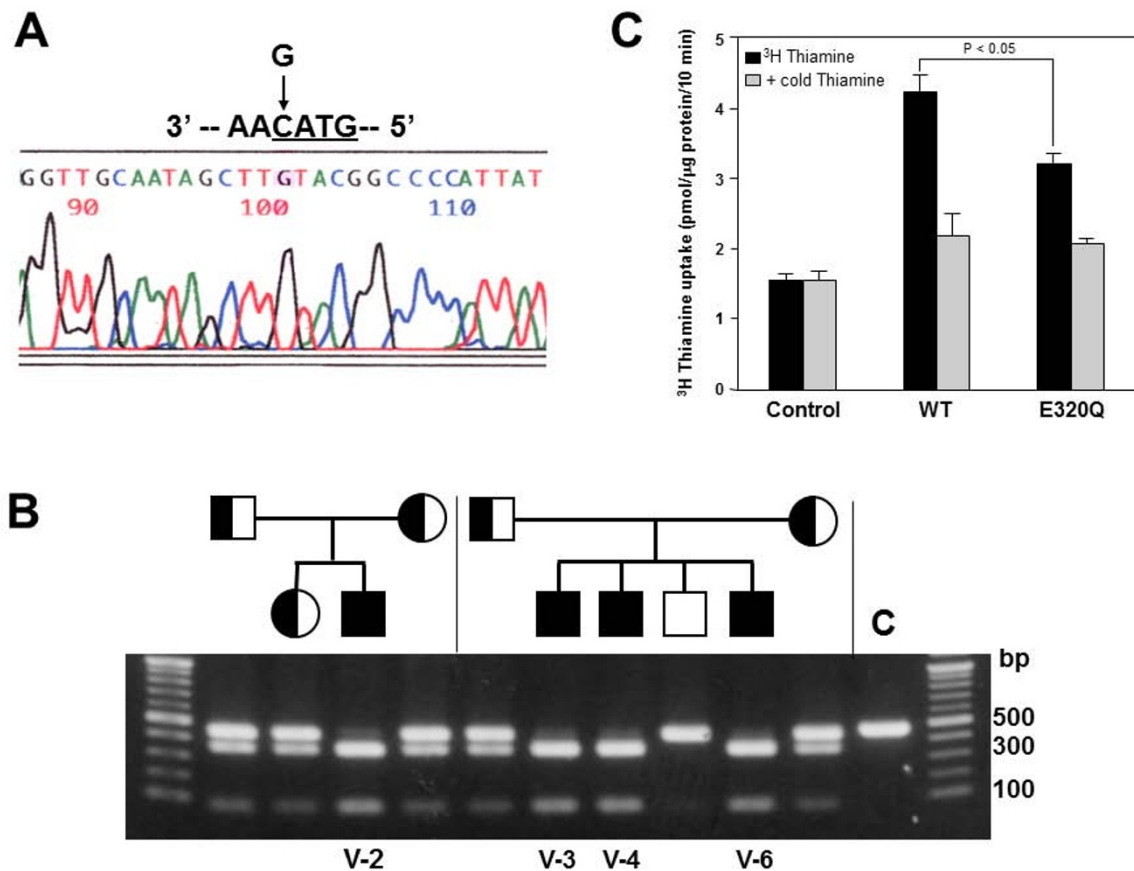 A
G
3' -- AACATG-- 5'
GGTTGCAATAGCTTGTACGGCCCCATTAT
90 100 110
C
³H Thiamine uptake (pmol/µg protein/10 min)
5
4
3
2
1
0
³H Thiamine
+ cold Thiamine
P < 0.05
Control WT E320Q
B
C
bp
500
300
100
V-2 V-3 V-4 V-6